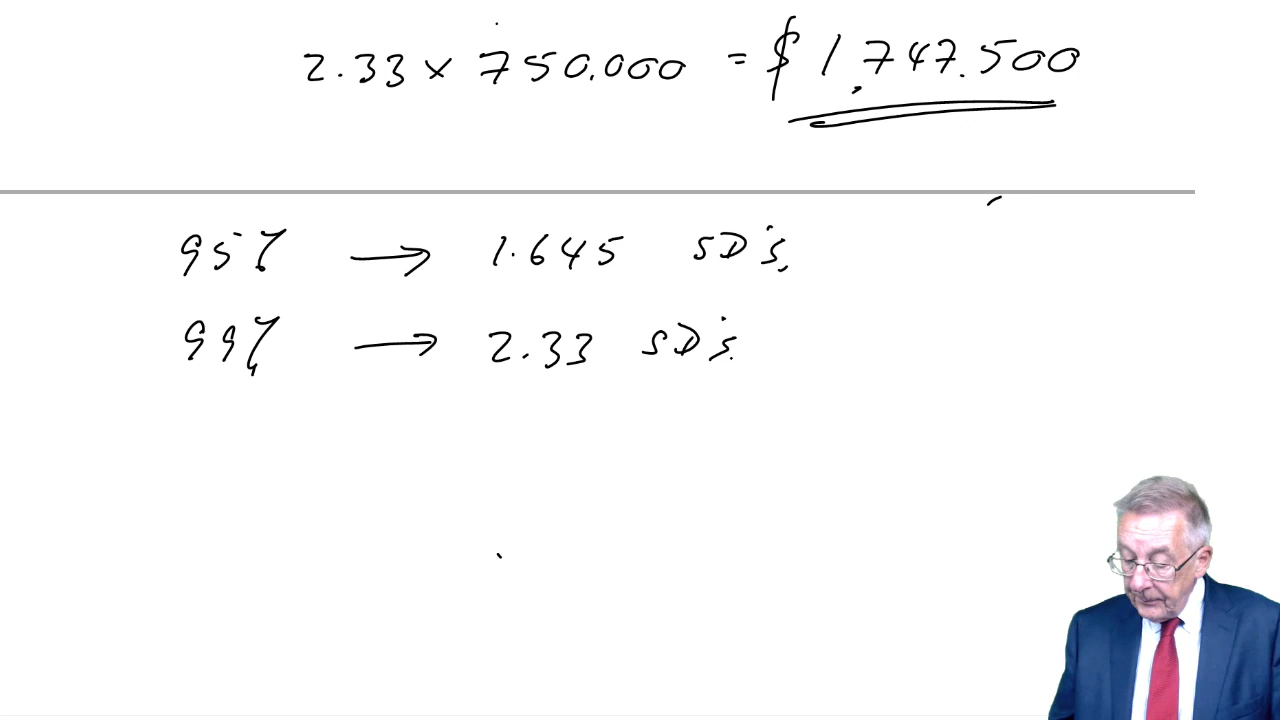 2.33 × 750.000 = $1,747.500
95% → 1.645 SD's,
99% → 2.33 SD's.